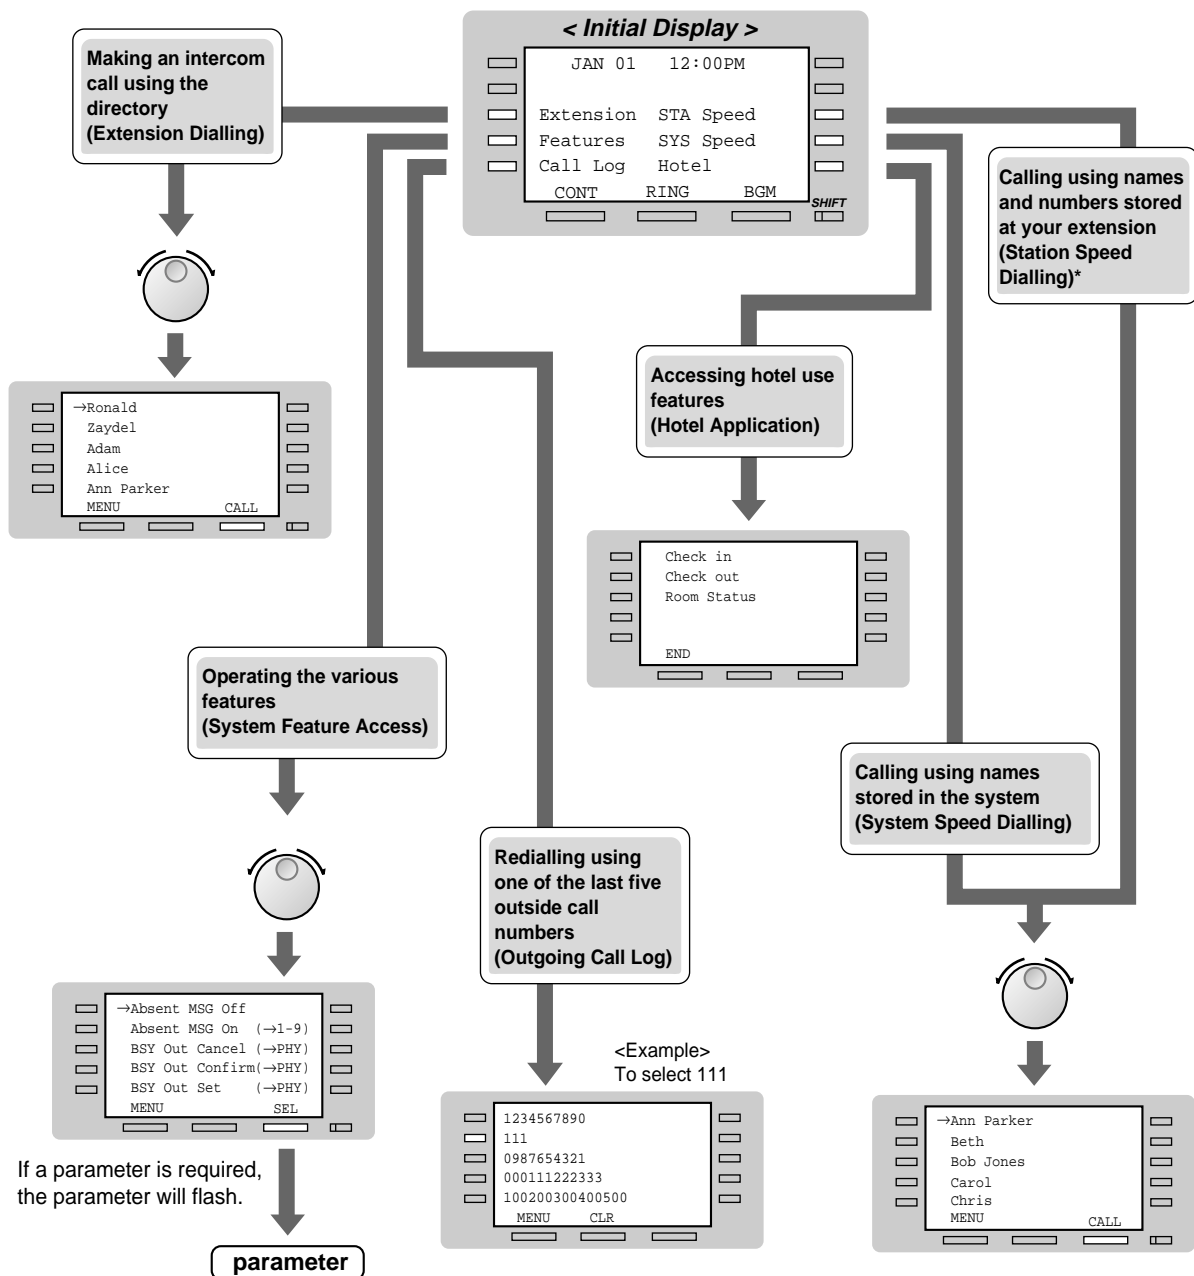 < Initial Display >
JAN 01 12:00PM
Extension STA Speed
Features SYS Speed
Call Log Hotel
CONT RING BGM
SHIFT
Making an intercom
call using the
directory
(Extension Dialling)
Calling using names
and numbers stored
at your extension
(Station Speed
Dialling)*
→Ronald
Zaydel
Adam
Alice
Ann Parker
MENU CALL
Accessing hotel use
features
(Hotel Application)
Check in
Check out
Room Status
END
Operating the various
features
(System Feature Access)
Calling using names
stored in the system
(System Speed Dialling)
Redialling using
one of the last five
outside call
numbers
(Outgoing Call Log)
→Absent MSG Off
Absent MSG On (→1-9)
BSY Out Cancel (→PHY)
BSY Out Confirm(→PHY)
BSY Out Set (→PHY)
MENU SEL
If a parameter is required,
the parameter will flash.
parameter
<Example>
To select 111
1234567890
111
0987654321
000111222333
100200300400500
MENU CLR
→Ann Parker
Beth
Bob Jones
Carol
Chris
MENU CALL